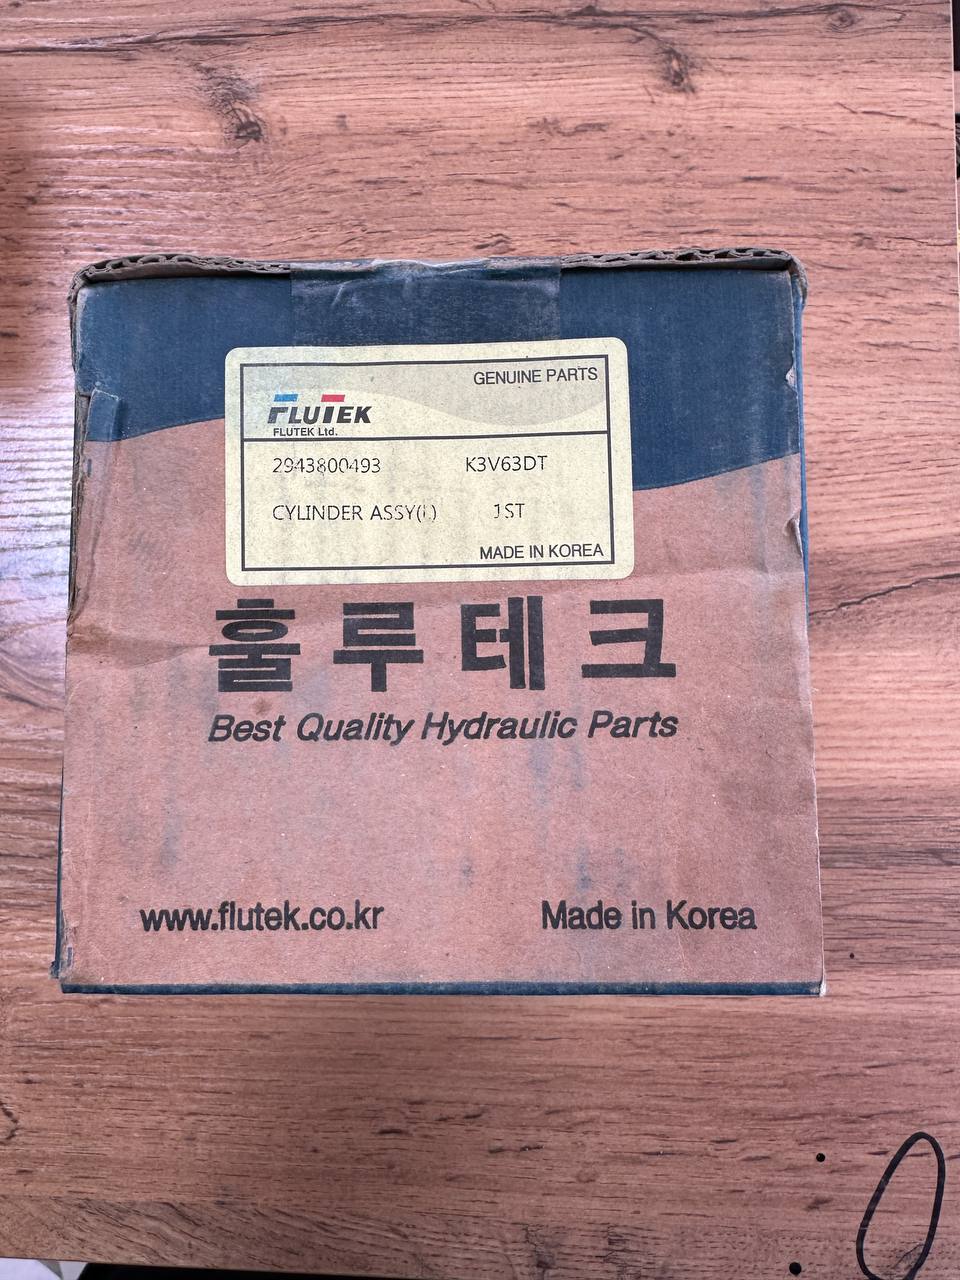 GENUINE PARTS
FLUTEK
FLUTEK Ltd.
2943800493 K3V63DT
CYLINDER ASSY(L) 1ST
MADE IN KOREA
훌루테크
Best Quality Hydraulic Parts
www.flutek.co.kr Made in Korea